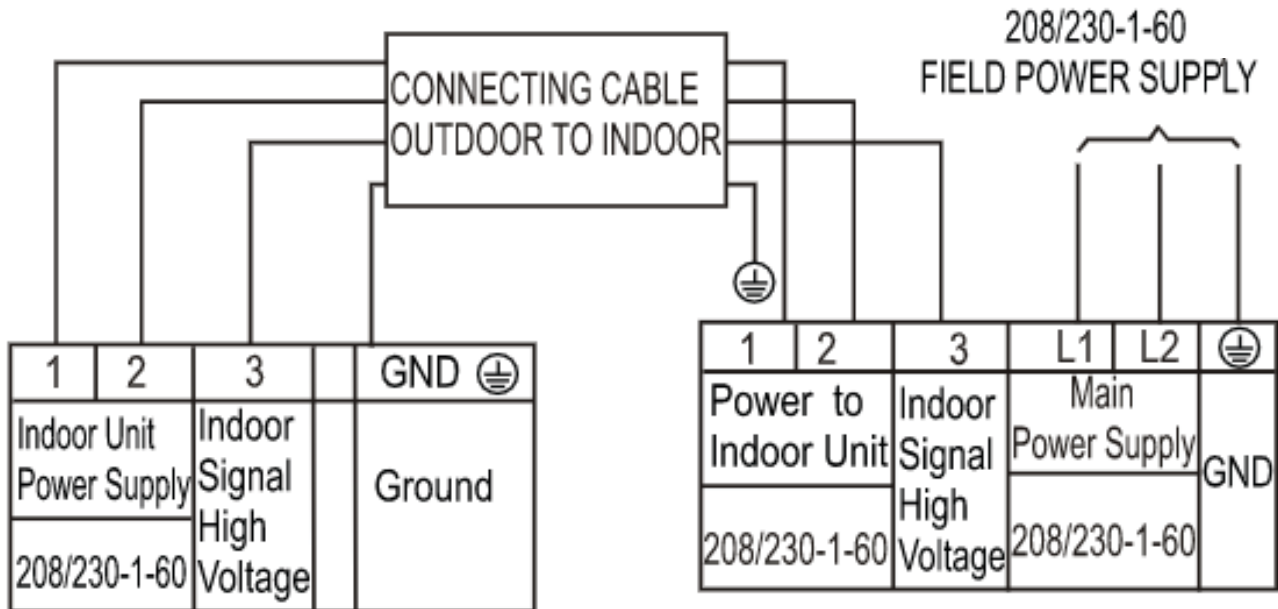 208/230-1-60
FIELD POWER SUPPLY
CONNECTING CABLE
OUTDOOR TO INDOOR
1 2 3 GND
Indoor Unit
Power Supply
208/230-1-60
Indoor
Signal
High
Voltage
Ground
1 2 3 L1 L2
Power to
Indoor Unit
208/230-1-60
Indoor
Signal
High
Voltage
Main
Power Supply
208/230-1-60
GND